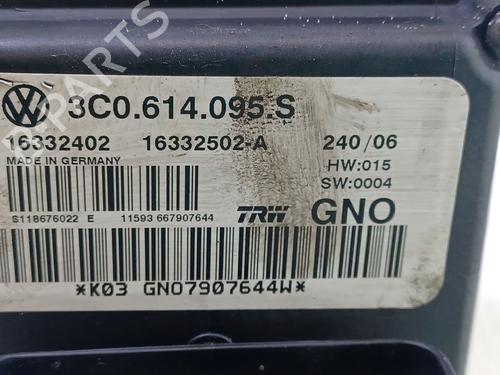 3C0.614.095.S
16332402 16332502-A 240/06
MADE IN GERMANY HW:015
SW:0004
S118676022 E 11593 667907644 TRW GNO
*K03 GNO7907644W*